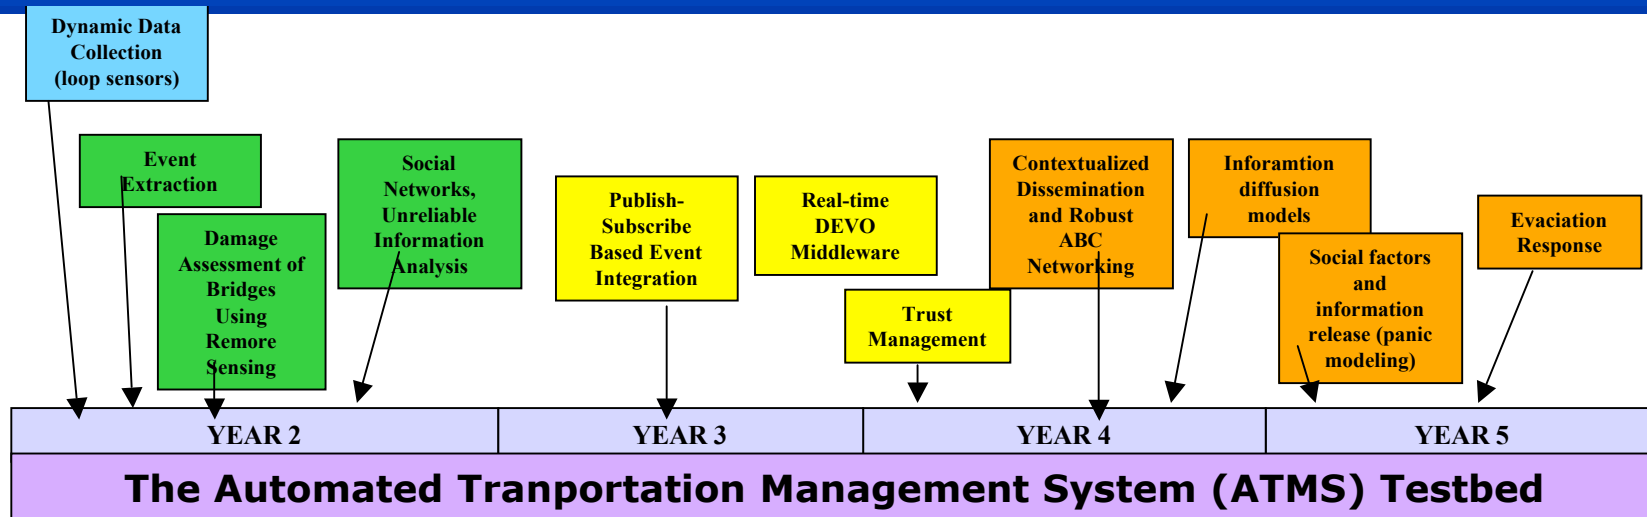 Dynamic Data
Collection
(loop sensors)
Event
Extraction
Damage
Assessment of
Bridges
Using
Remore
Sensing
Social
Networks,
Unreliable
Information
Analysis
Publish-
Subscribe
Based Event
Integration
Real-time
DEVO
Middleware
Trust
Management
Contextualized
Dissemination
and Robust
ABC
Networking
Inforamtion
diffusion
models
Social factors
and
information
release (panic
modeling)
Evaciation
Response
YEAR 2
YEAR 3
YEAR 4
YEAR 5
The Automated Tranportation Management System (ATMS) Testbed